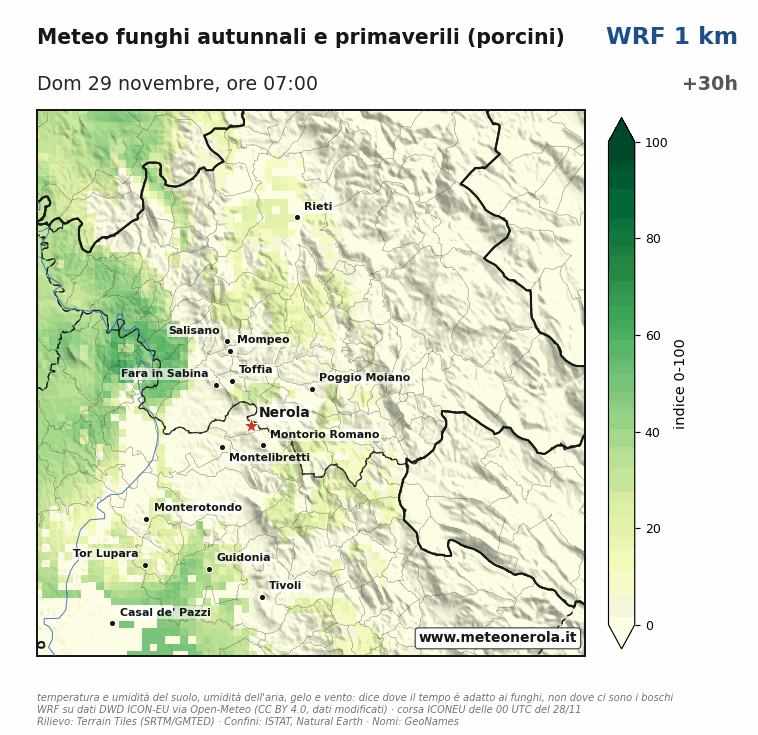 Meteo funghi autunnali e primaverili (porcini)
WRF 1 km
Dom 29 novembre, ore 07:00
+30h
100
80
60
40
20
0
indice 0-100
Rieti
Salisano
Mompeo
Toffia
Fara in Sabina
Poggio Moiano
Nerola
Montorio Romano
Montelibretti
Monterotondo
Tor Lupara
Guidonia
Tivoli
Casal de' Pazzi
www.meteonerola.it
temperatura e umidità del suolo, umidità dell'aria, gelo e vento: dice dove il tempo è adatto ai funghi, non dove ci sono i boschi
WRF su dati DWD ICON-EU via Open-Meteo (CC BY 4.0, dati modificati) · corsa ICONEU delle 00 UTC del 28/11
Rilievo: Terrain Tiles (SRTM/GMTED) · Confini: ISTAT, Natural Earth · Nomi: GeoNames